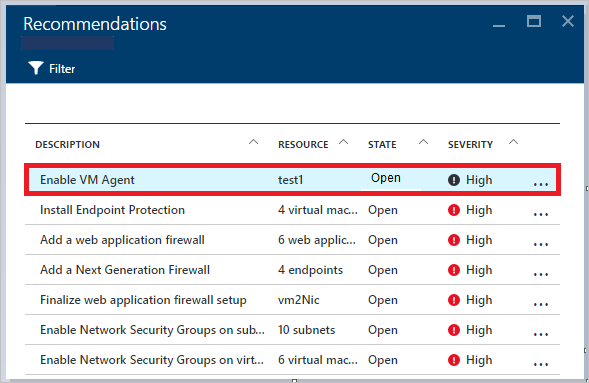 Recommendations
Filter
DESCRIPTION RESOURCE STATE SEVERITY
Enable VM Agent test1 Open High ...
Install Endpoint Protection 4 virtual mac... Open High ...
Add a web application firewall 6 web applic... Open High ...
Add a Next Generation Firewall 4 endpoints Open High ...
Finalize web application firewall setup vm2Nic Open High ...
Enable Network Security Groups on sub... 10 subnets Open High ...
Enable Network Security Groups on virt... 6 virtual mac... Open High ...